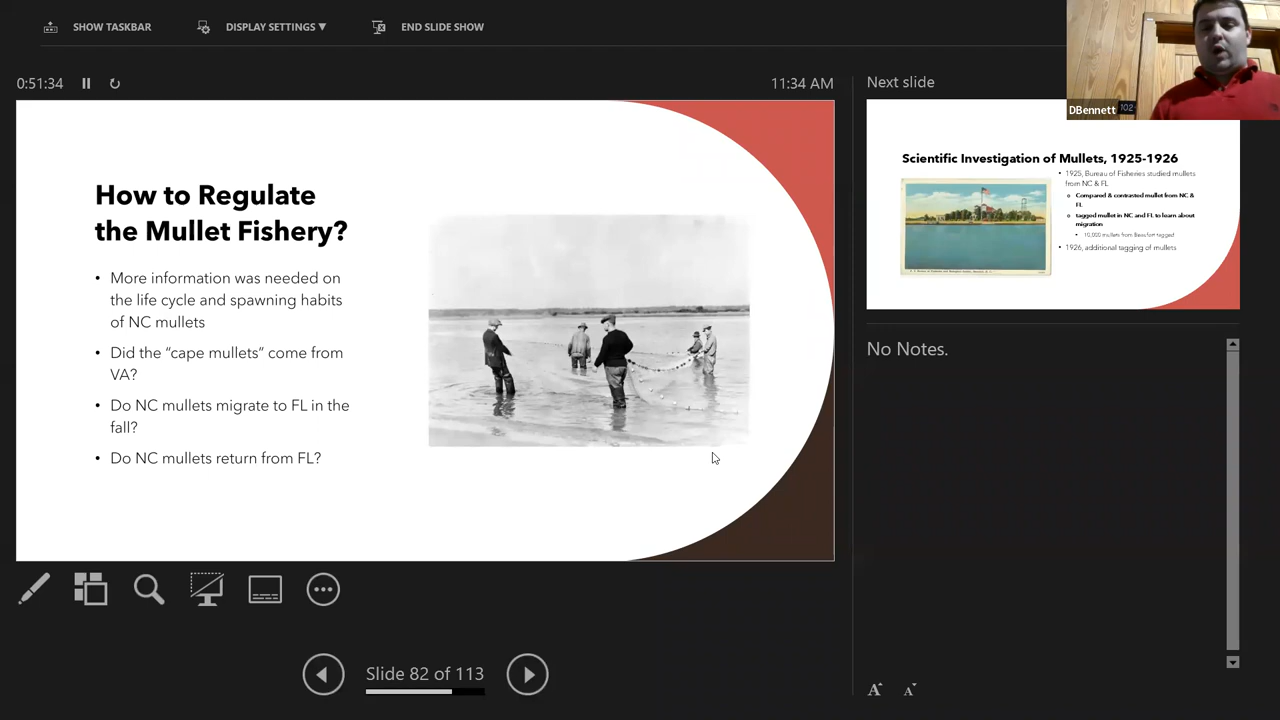 SHOW TASKBAR
DISPLAY SETTINGS ▼
END SLIDE SHOW
0:51:34
11:34 AM
How to Regulate
the Mullet Fishery?
• More information was needed on
the life cycle and spawning habits
of NC mullets
• Did the “cape mullets” come from
VA?
• Do NC mullets migrate to FL in the
fall?
• Do NC mullets return from FL?
Slide 82 of 113
Next slide
DBennett
102
Scientific Investigation of Mullets, 1925-1926
• 1925, Bureau of Fisheries studied mullets
from NC & FL
Compared & contrasted mullet from NC &
FL
tagged mullet in NC and FL to learn about
migration
10,000 mullets from Beaufort tagged
• 1926, additional tagging of mullets
No Notes.
A A